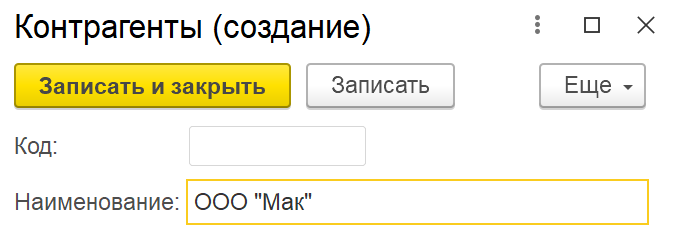 Контрагенты (создание)
Записать и закрыть Записать Еще
Код:
Наименование: ООО "Мак"